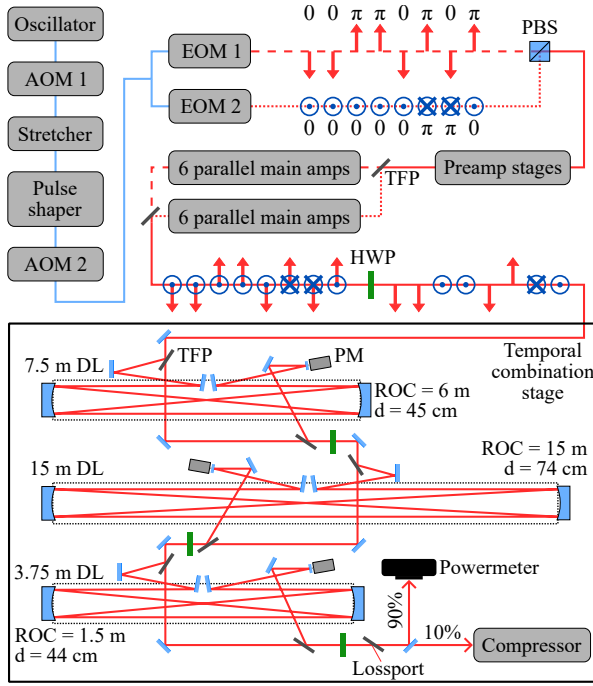 Oscillator
AOM 1
Stretcher
Pulse
shaper
AOM 2
EOM 1
EOM 2
0 0 π π 0 π 0 π
0 0 0 0 0 π π 0
PBS
6 parallel main amps
6 parallel main amps
TFP
Preamp stages
HWP
Temporal
combination
stage
TFP
PM
7.5 m DL
ROC = 6 m
d = 45 cm
ROC = 15 m
d = 74 cm
15 m DL
3.75 m DL
ROC = 1.5 m
d = 44 cm
Powermeter
90%
10%
Compressor
Lossport